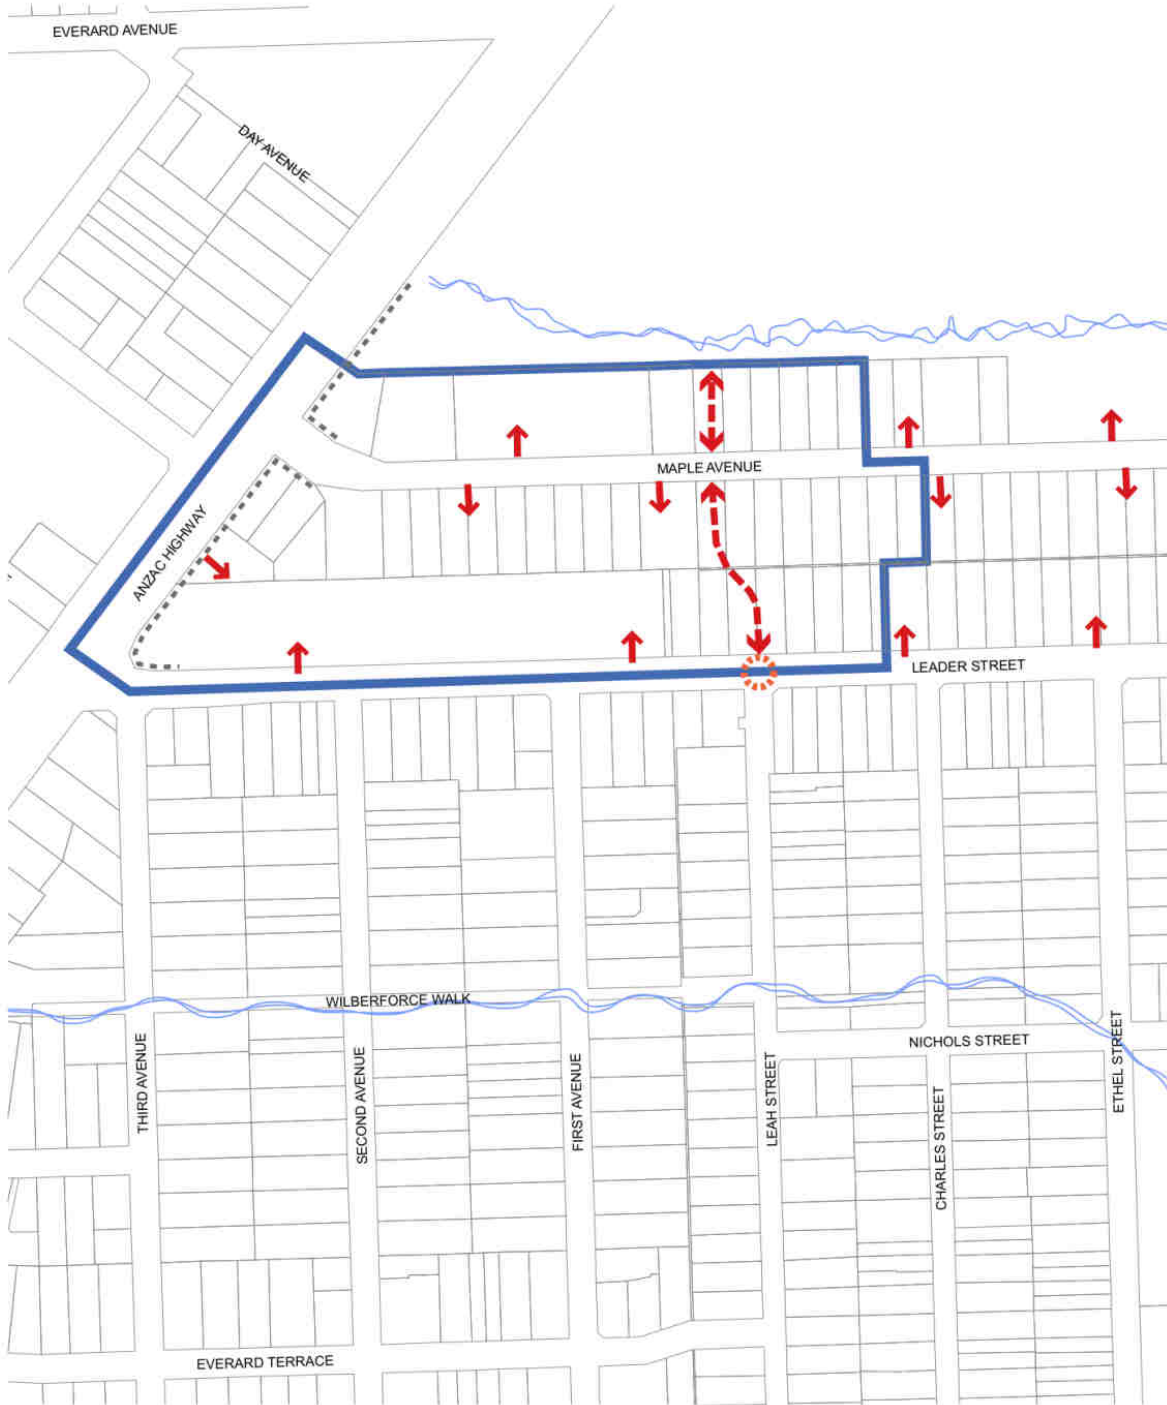 EVERARD AVENUE
DAY AVENUE
MAPLE AVENUE
ANZAC HIGHWAY
LEADER STREET
WILBERFORCE WALK
NICHOLS STREET
THIRD AVENUE
SECOND AVENUE
FIRST AVENUE
LEAH STREET
CHARLES STREET
ETHEL STREET
EVERARD TERRACE